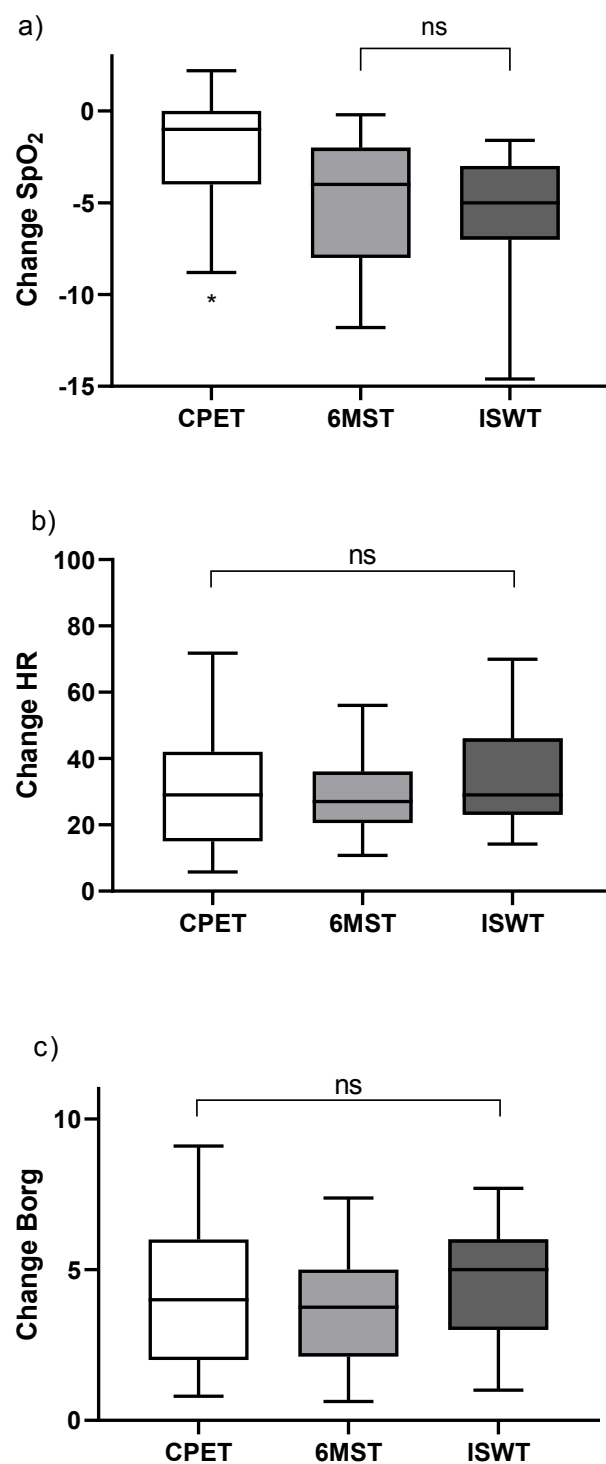 a)
ns
Change SpO₂
0
-5
-10
-15
*
CPET 6MST ISWT
b)
ns
Change HR
100
80
60
40
20
0
CPET 6MST ISWT
c)
ns
Change Borg
10
5
0
CPET 6MST ISWT